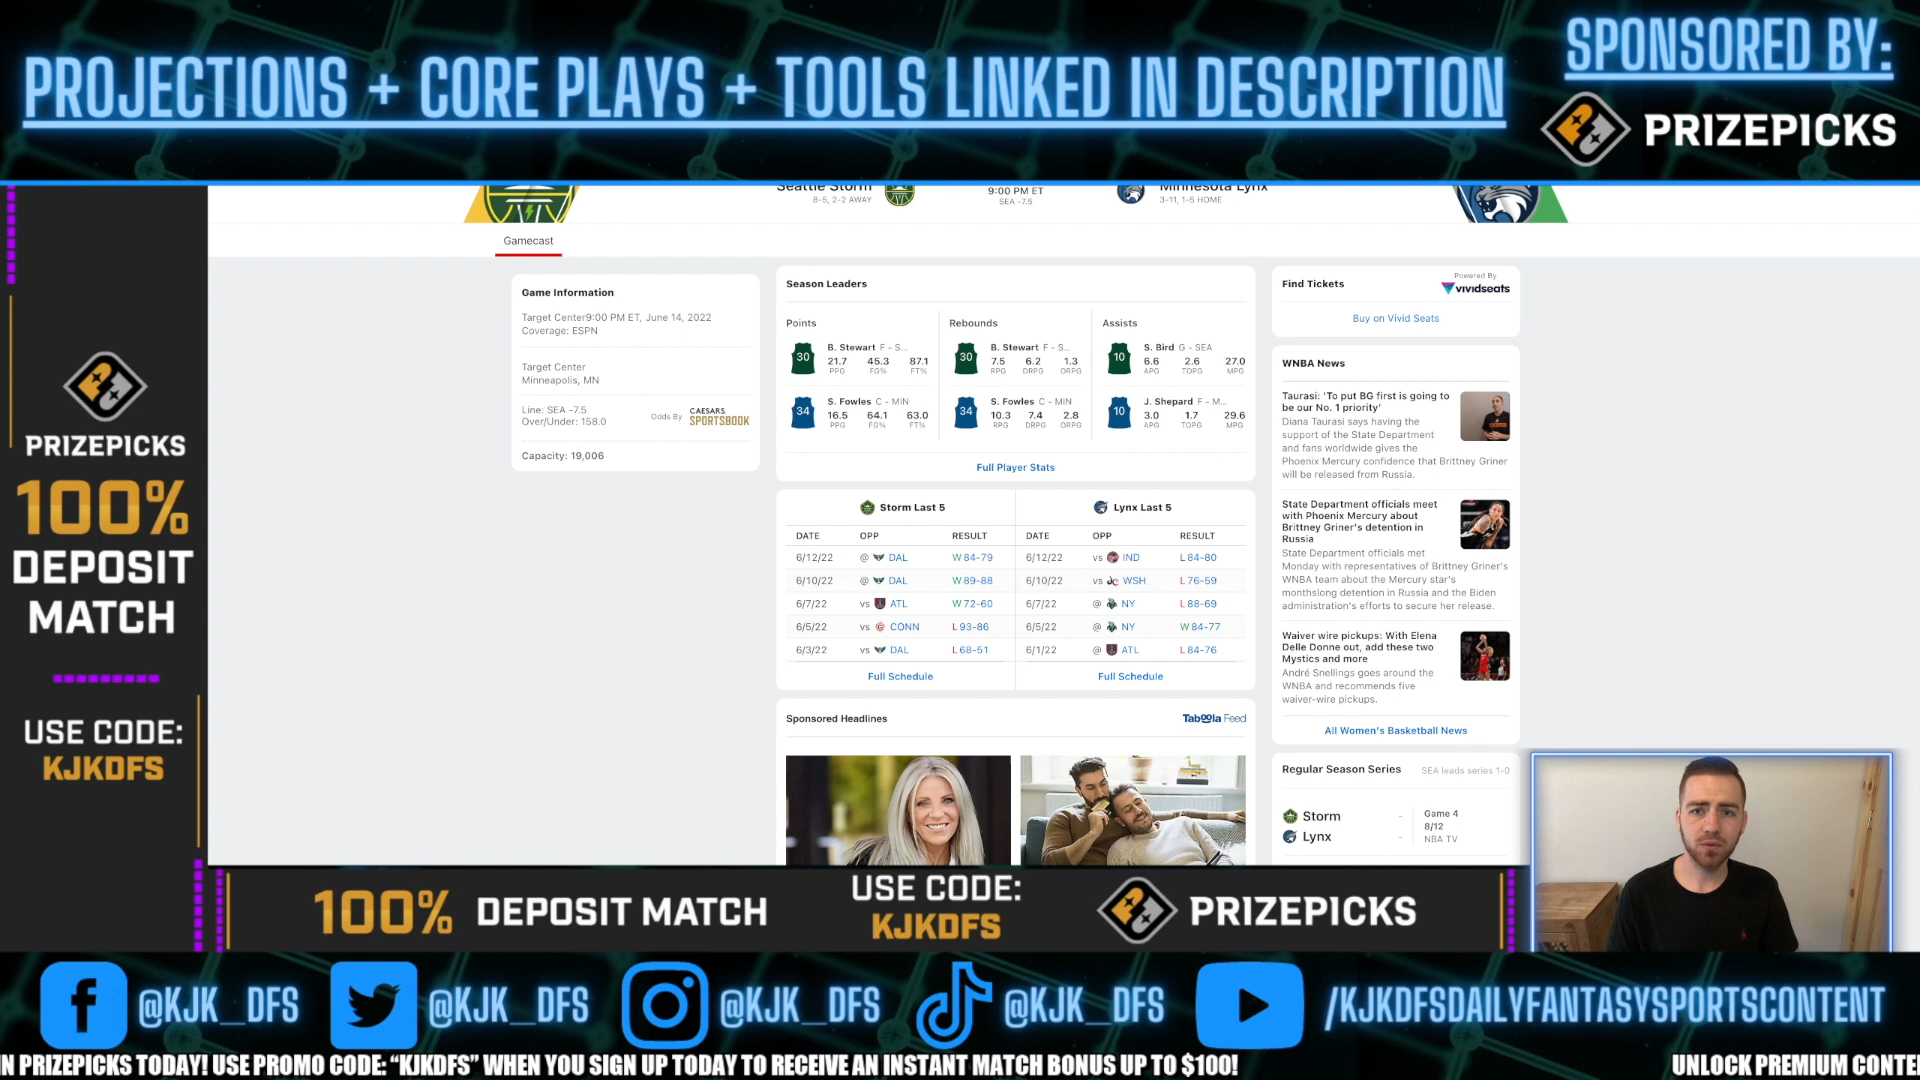 PROJECTIONS + CORE PLAYS + TOOLS LINKED IN DESCRIPTION
SPONSORED BY:
PRIZEPICKS
Seattle Storm
8-5, 2-2 AWAY
9:00 PM ET
SEA -7.5
Minnesota Lynx
3-11, 1-5 HOME
Gamecast
Game Information
Target Center9:00 PM ET, June 14, 2022
Coverage: ESPN
Target Center
Minneapolis, MN
Line: SEA -7.5
Over/Under: 158.0
Odds By
CAESARS
SPORTSBOOK
Capacity: 19,006
Season Leaders
Points
B. Stewart F - S...
30
21.7 45.3 87.1
PPG FG% FT%
S. Fowles C - MIN
34
16.5 64.1 63.0
PPG FG% FT%
Rebounds
B. Stewart F - S...
30
7.5 6.2 1.3
RPG DRPG ORPG
S. Fowles C - MIN
34
10.3 7.4 2.8
RPG DRPG ORPG
Assists
S. Bird G - SEA
10
6.6 2.6 27.0
APG TOPG MPG
J. Shepard F - M...
10
3.0 1.7 29.6
APG TOPG MPG
Full Player Stats
Storm Last 5
DATE OPP RESULT
6/12/22 @ DAL W 84-79
6/10/22 @ DAL W 89-88
6/7/22 vs ATL W 72-60
6/5/22 vs CONN L 93-86
6/3/22 vs DAL L 68-51
Full Schedule
Lynx Last 5
DATE OPP RESULT
6/12/22 vs IND L 84-80
6/10/22 vs WSH L 76-59
6/7/22 @ NY L 88-69
6/5/22 @ NY W 84-77
6/1/22 @ ATL L 84-76
Full Schedule
Sponsored Headlines
Taboola Feed
Find Tickets
Powered By
vividseats
Buy on Vivid Seats
WNBA News
Taurasi: 'To put BG first is going to
be our No. 1 priority'
Diana Taurasi says having the
support of the State Department
and fans worldwide gives the
Phoenix Mercury confidence that Brittney Griner
will be released from Russia.
State Department officials meet
with Phoenix Mercury about
Brittney Griner's detention in
Russia
State Department officials met
Monday with representatives of Brittney Griner's
WNBA team about the Mercury star's
monthslong detention in Russia and the Biden
administration's efforts to secure her release.
Waiver wire pickups: With Elena
Delle Donne out, add these two
Mystics and more
André Snellings goes around the
WNBA and recommends five
waiver-wire pickups.
All Women's Basketball News
Regular Season Series
SEA leads series 1-0
Storm -
Lynx -
Game 4
8/12
NBA TV
PRIZEPICKS
100%
DEPOSIT
MATCH
USE CODE:
KJKDFS
100% DEPOSIT MATCH
USE CODE:
KJKDFS
PRIZEPICKS
@KJK_DFS
@KJK_DFS
@KJK_DFS
@KJK_DFS
/KJKDFSDAILYFANTASYSPORTSCONTENT
IN PRIZEPICKS TODAY! USE PROMO CODE: "KJKDFS" WHEN YOU SIGN UP TODAY TO RECEIVE AN INSTANT MATCH BONUS UP TO $100!
UNLOCK PREMIUM CONTE